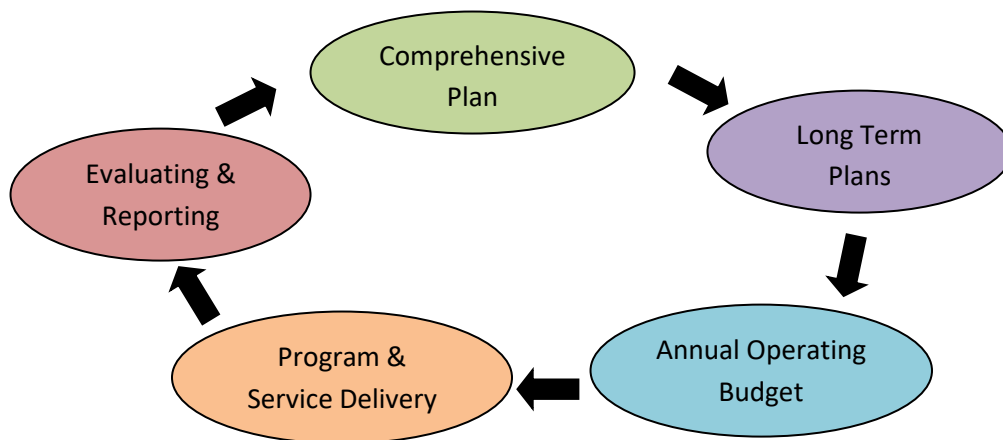 Comprehensive
Plan
Long Term
Plans
Annual Operating
Budget
Program &
Service Delivery
Evaluating &
Reporting